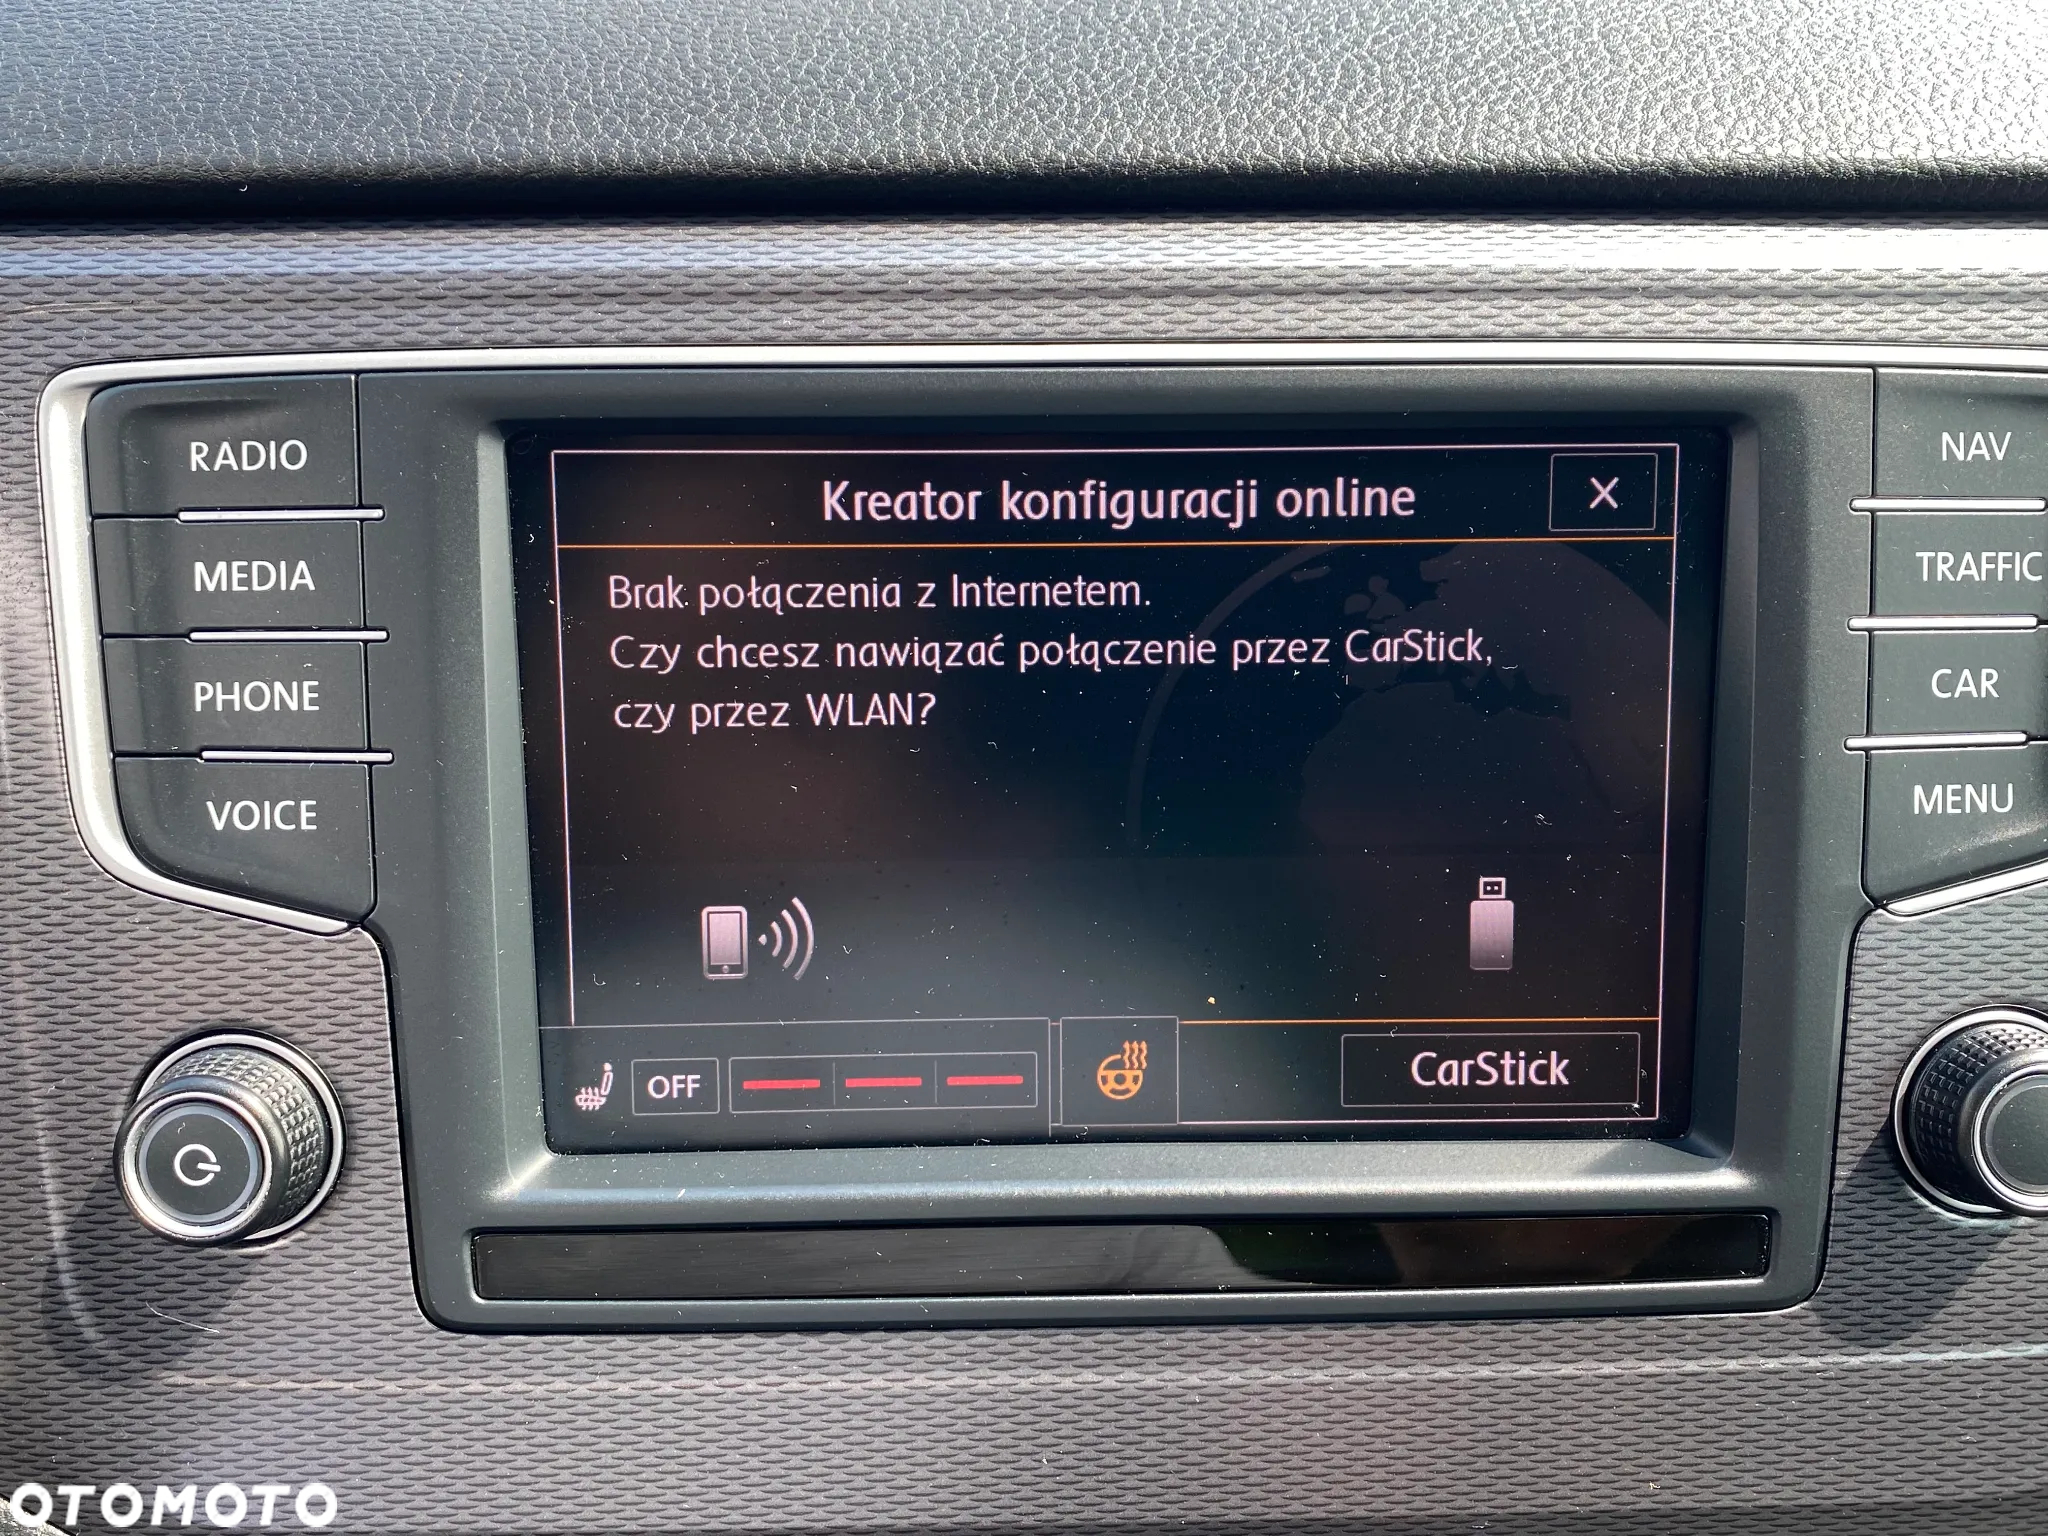 RADIO
MEDIA
PHONE
VOICE
Kreator konfiguracji online
X
Brak połączenia z Internetem.
Czy chcesz nawiązać połączenie przez CarStick,
czy przez WLAN?
OFF
CarStick
NAV
TRAFFIC
CAR
MENU
OTOMOTO